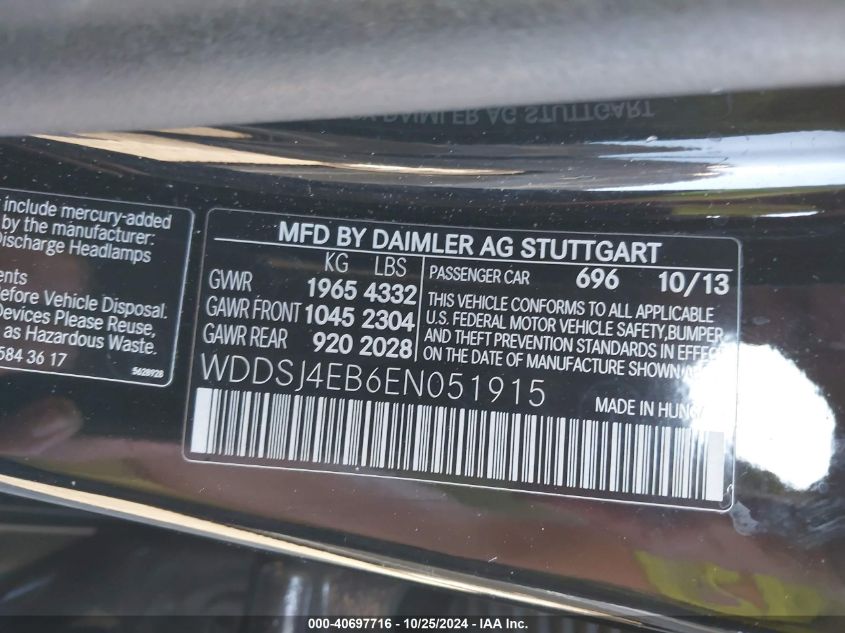 include mercury-added
by the manufacturer:
Discharge Headlamps
Before Vehicle Disposal.
Devices Please Reuse,
as Hazardous Waste.
584 36 17
5628928
MFD BY DAIMLER AG STUTTGART
KG LBS
GVWR 1965 4332
GAWR FRONT 1045 2304
GAWR REAR 920 2028
PASSENGER CAR 696 10/13
THIS VEHICLE CONFORMS TO ALL APPLICABLE
U.S. FEDERAL MOTOR VEHICLE SAFETY,BUMPER,
AND THEFT PREVENTION STANDARDS IN EFFECT
ON THE DATE OF MANUFACTURE SHOWN
WDDSJ4EB6EN051915
MADE IN
000-40697716 - 10/25/2024 - IAA Inc.